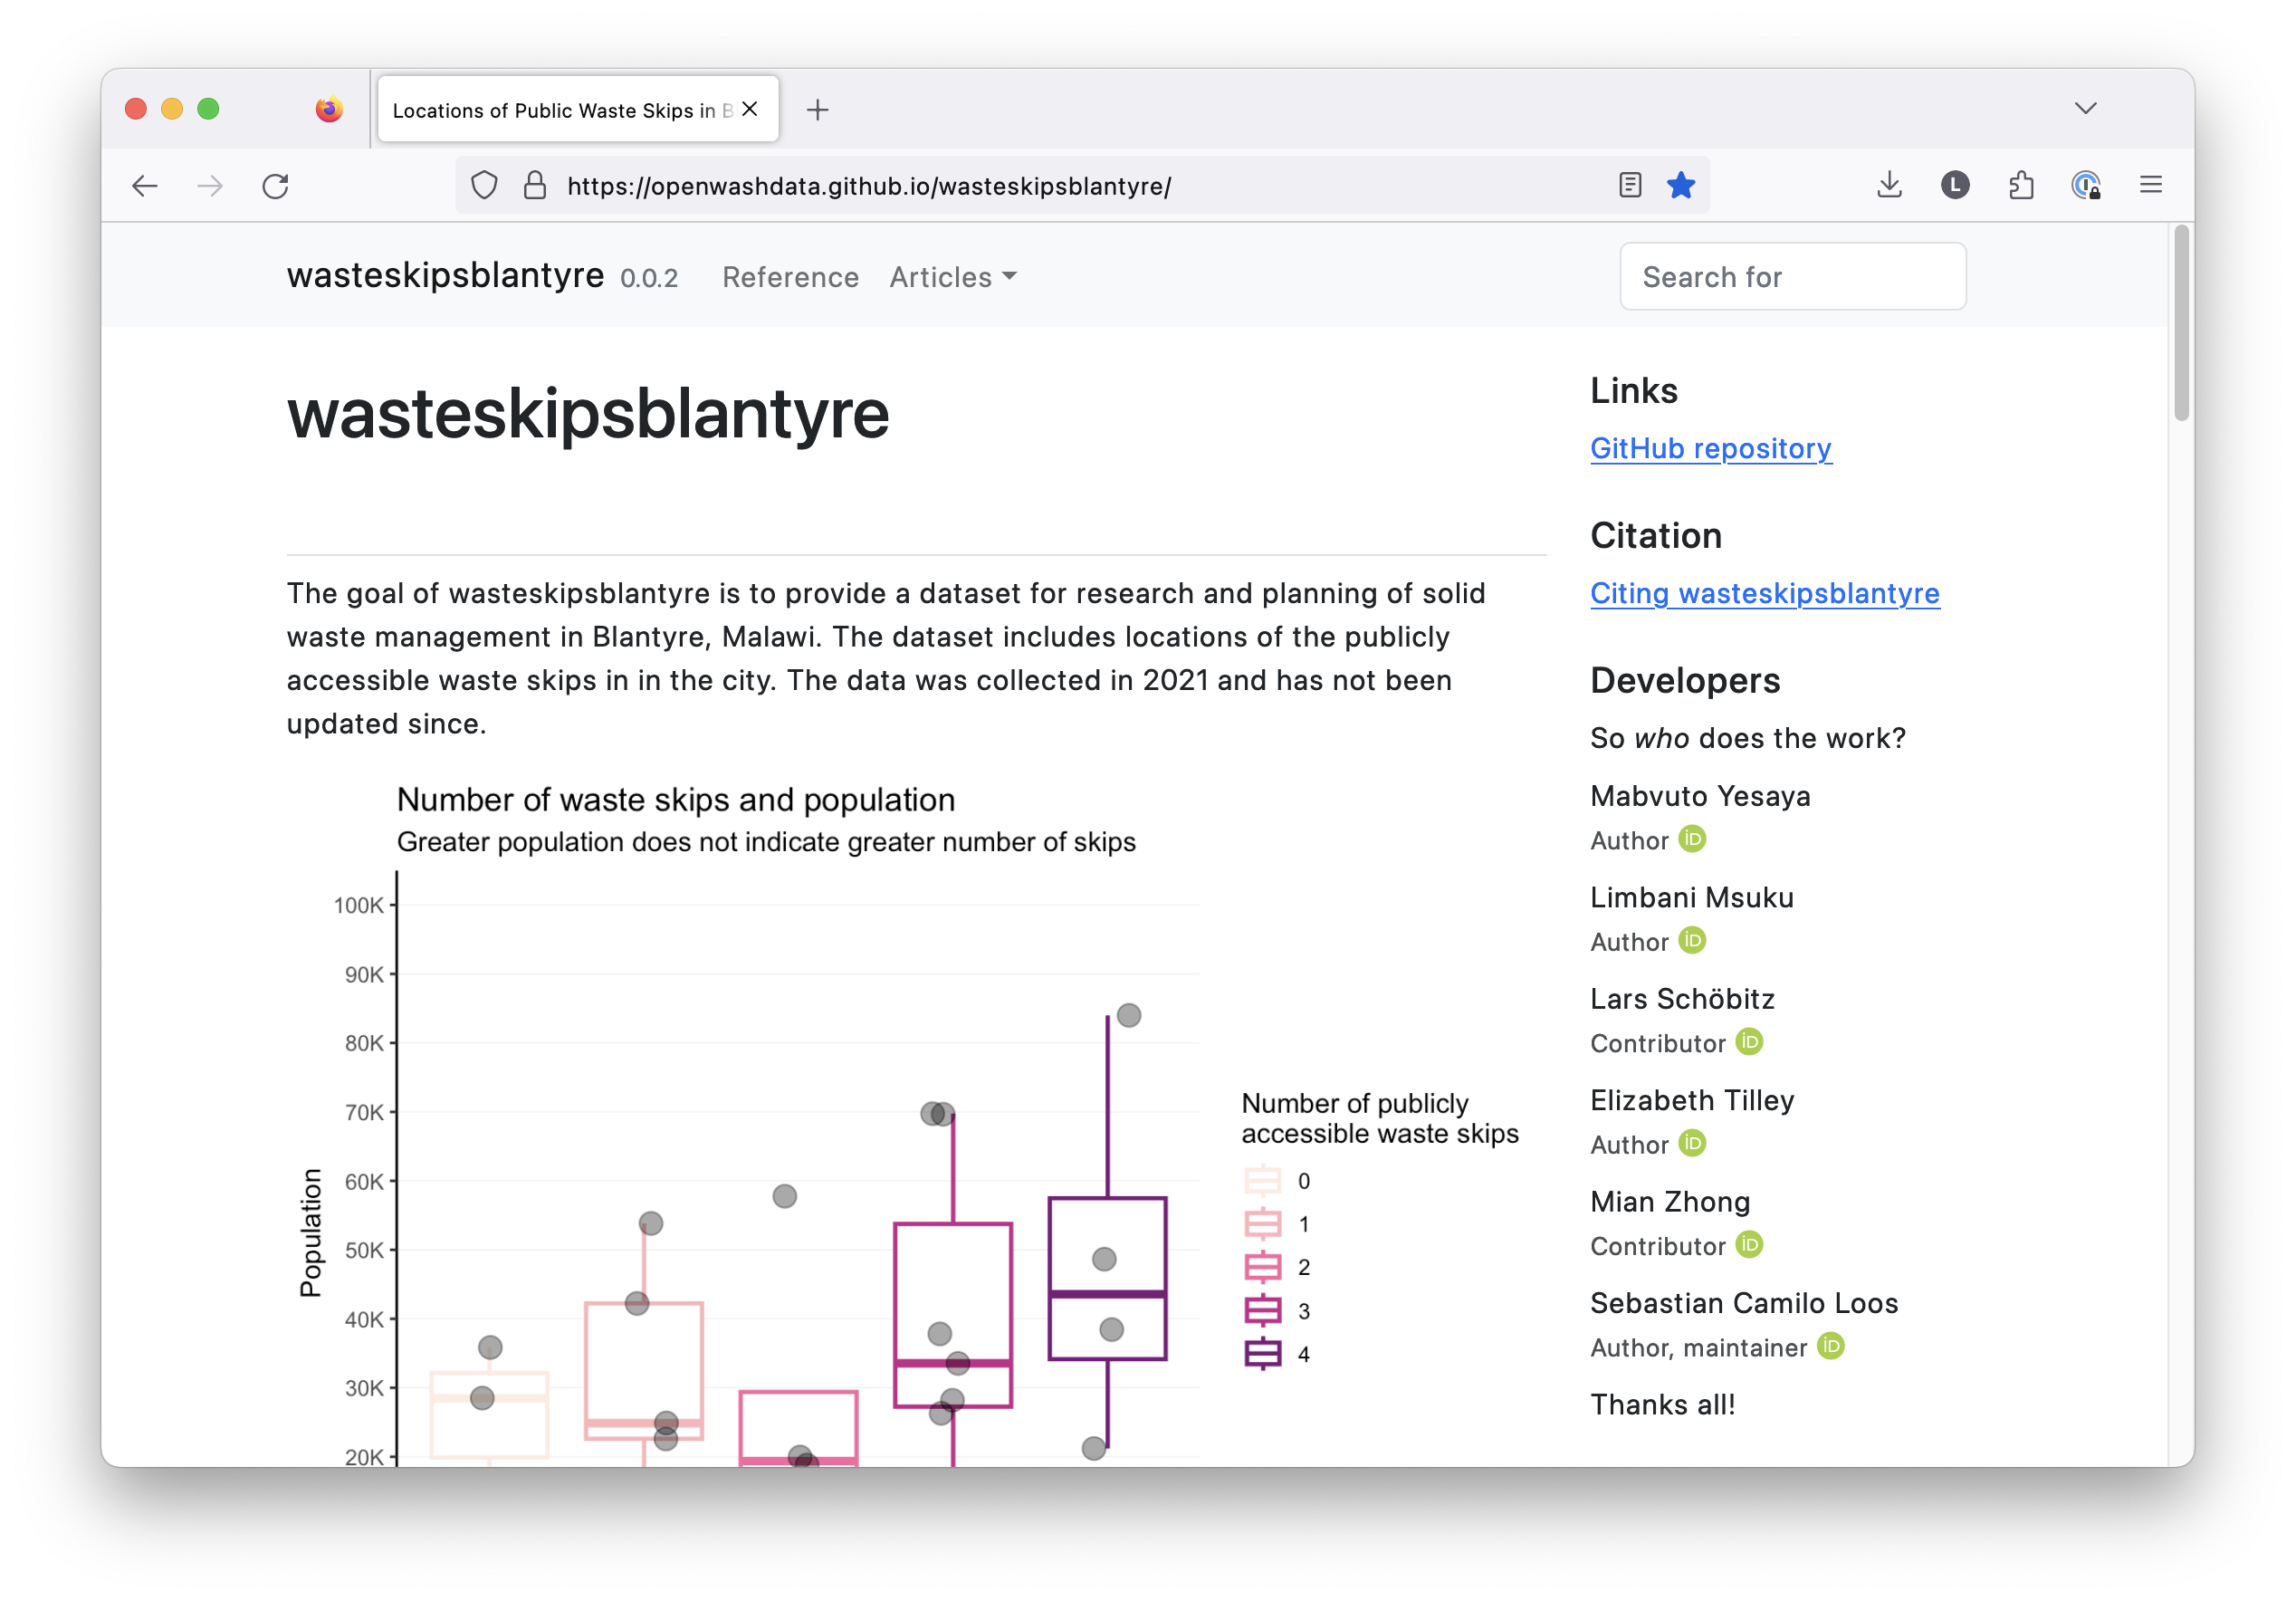 Locations of Public Waste Skips in B
https://openwashdata.github.io/wasteskipsblantyre/
L
wasteskipsblantyre 0.0.2 Reference Articles
Search for
wasteskipsblantyre
The goal of wasteskipsblantyre is to provide a dataset for research and planning of solid
waste management in Blantyre, Malawi. The dataset includes locations of the publicly
accessible waste skips in in the city. The data was collected in 2021 and has not been
updated since.
Number of waste skips and population
Greater population does not indicate greater number of skips
100K
90K
80K
70K
60K
50K
40K
30K
20K
Population
Number of publicly
accessible waste skips
0
1
2
3
4
Links
GitHub repository
Citation
Citing wasteskipsblantyre
Developers
So who does the work?
Mabvuto Yesaya
Author iD
Limbani Msuku
Author iD
Lars Schöbitz
Contributor iD
Elizabeth Tilley
Author iD
Mian Zhong
Contributor iD
Sebastian Camilo Loos
Author, maintainer iD
Thanks all!